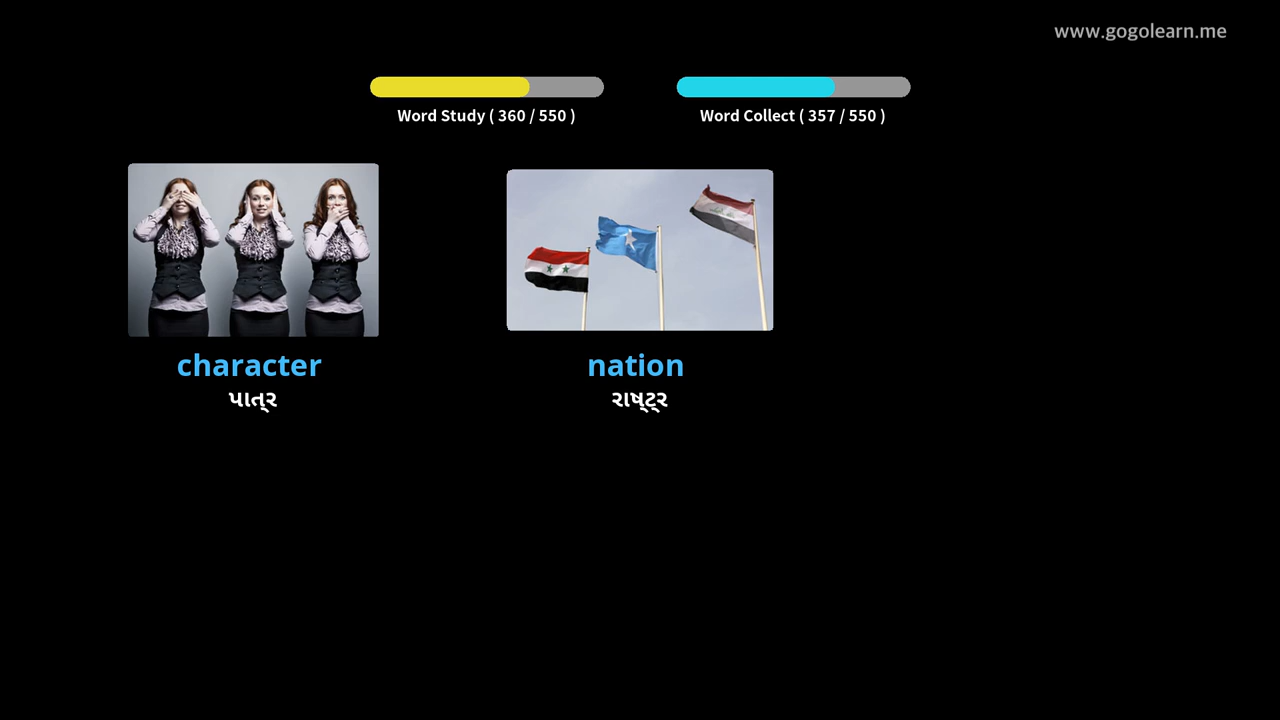 www.gogolearn.me
Word Study ( 360 / 550 )
Word Collect ( 357 / 550 )
character
પાત્ર
nation
રાષ્ટ્ર